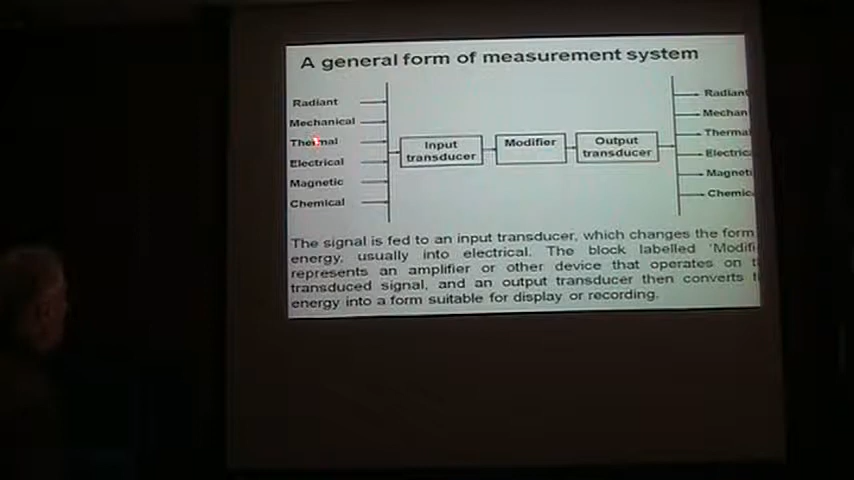 A general form of measurement system
Radiant
Mechanical
Thermal
Electrical
Magnetic
Chemical
Input
transducer
Modifier
Output
transducer
Radiant
Mechan
Thermal
Electric
Magneti
Chemic
The signal is fed to an input transducer, which changes the form
energy, usually into electrical. The block labelled 'Modifi
represents an amplifier or other device that operates on t
transduced signal, and an output transducer then converts t
energy into a form suitable for display or recording.